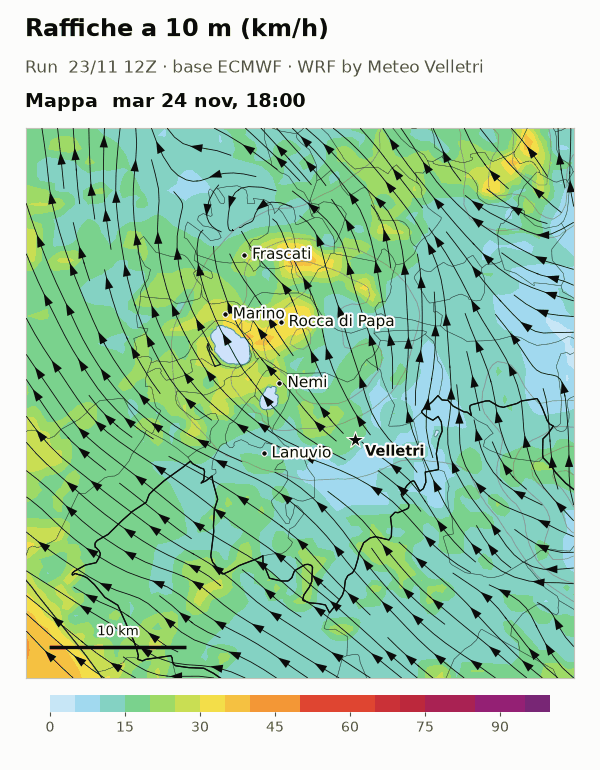 Raffiche a 10 m (km/h)
Run  23/11 12Z · base ECMWF · WRF by Meteo Velletri
Mappa  mar 24 nov, 18:00
Frascati
Marino
Rocca di Papa
Nemi
Velletri
Lanuvio
10 km
0 15 30 45 60 75 90